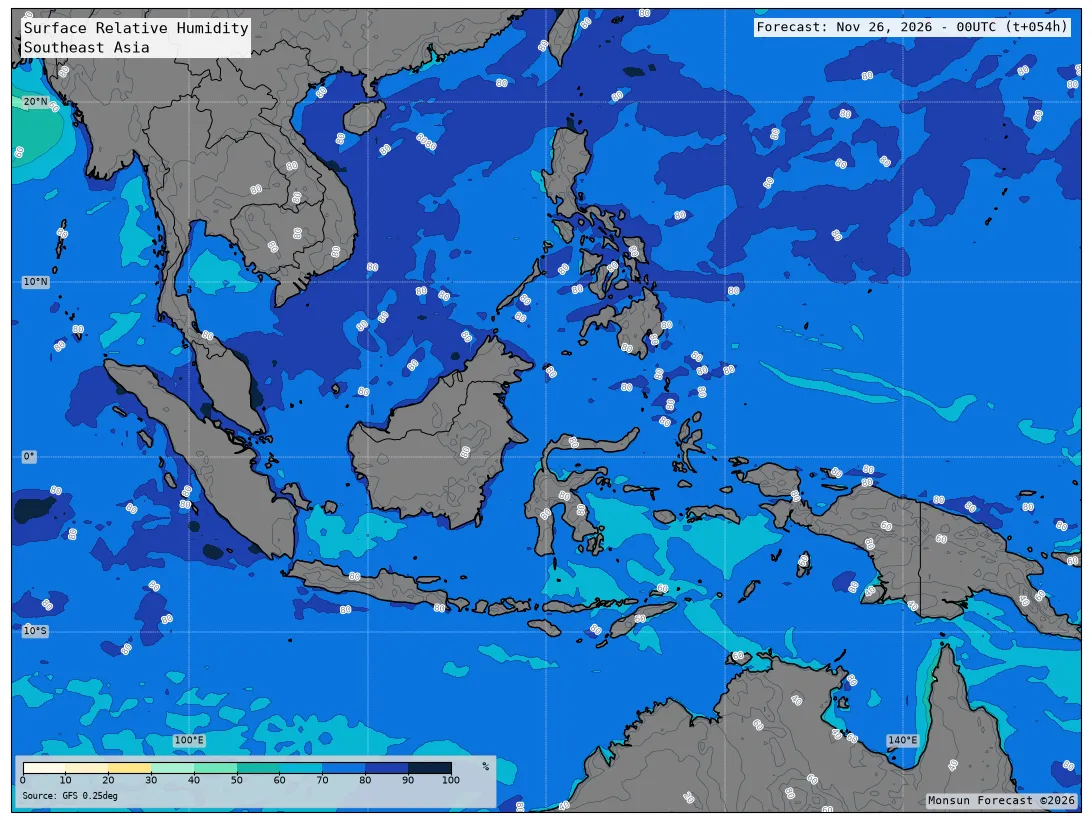 Surface Relative Humidity
Southeast Asia
Forecast: Nov 26, 2026 - 00UTC (t+054h)
20°N
10°N
0°
10°S
100°E
140°E
0 10 20 30 40 50 60 70 80 90 100
%
Source: GFS 0.25deg
Monsun Forecast ©2026